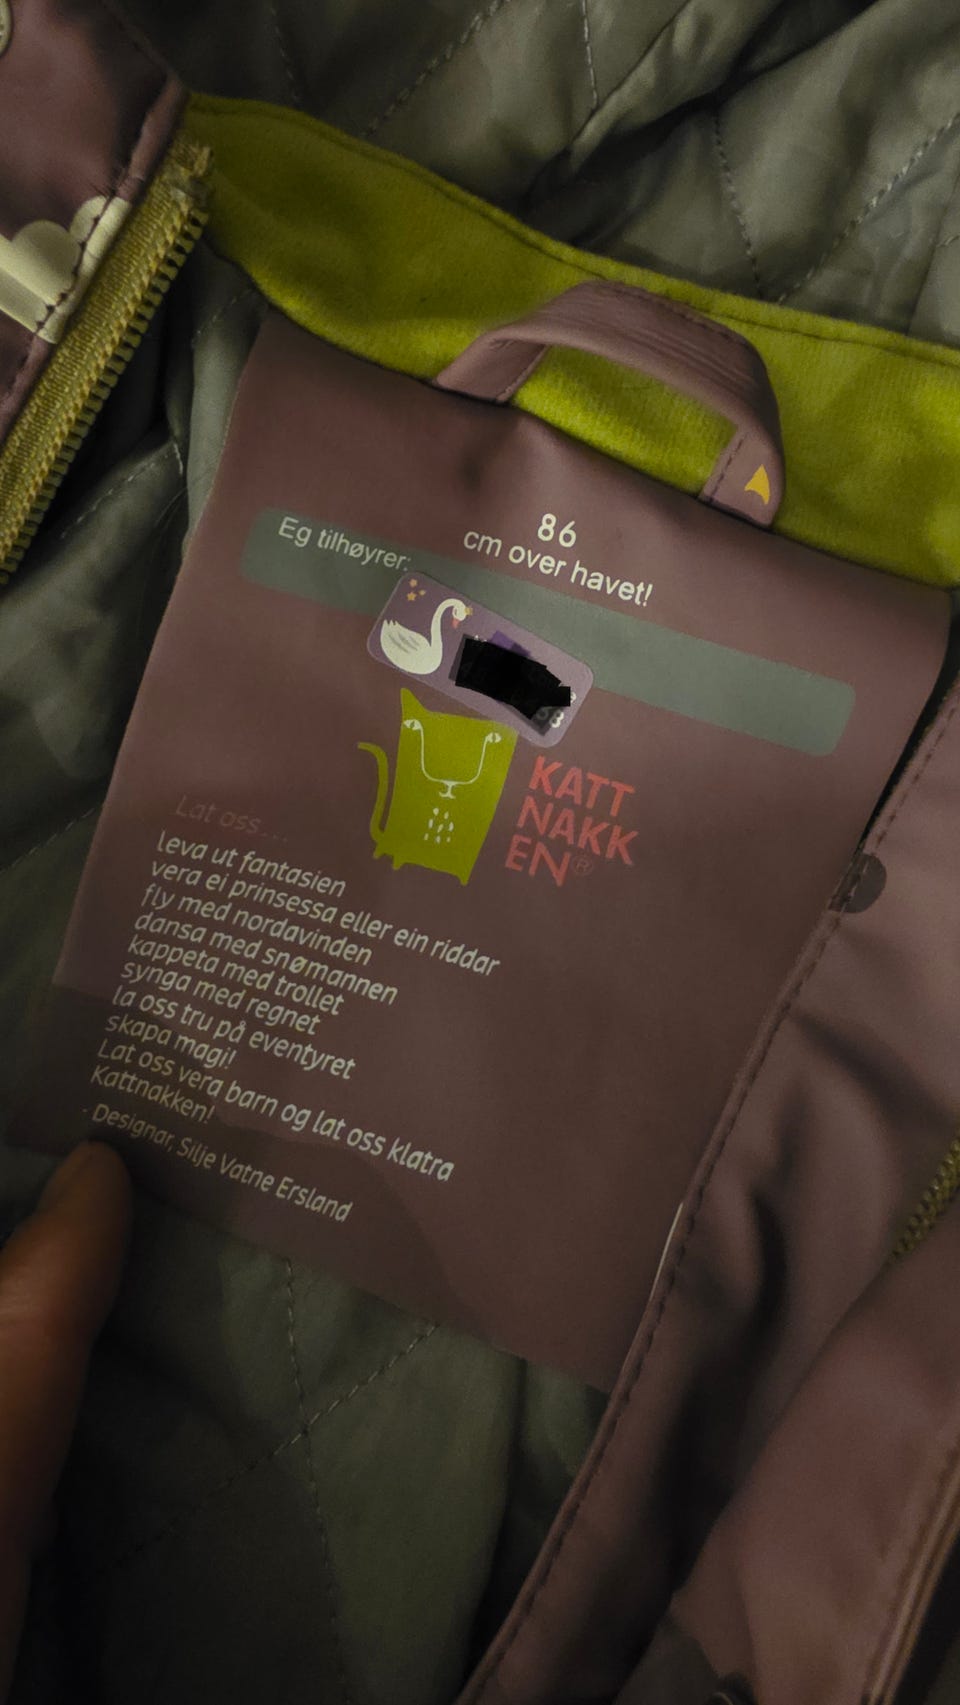 86
cm over havet!
Eg tilhøyrer:
KATT
NAKK
EN®
Lat oss...
leva ut fantasien
vera ei prinsessa eller ein riddar
fly med nordavinden
dansa med snømannen
kappeta med trollet
synga med regnet
la oss tru på eventyret
skapa magi!
Lat oss vera barn og lat oss klatra
Kattnakken!
- Designar, Silje Vatne Ersland